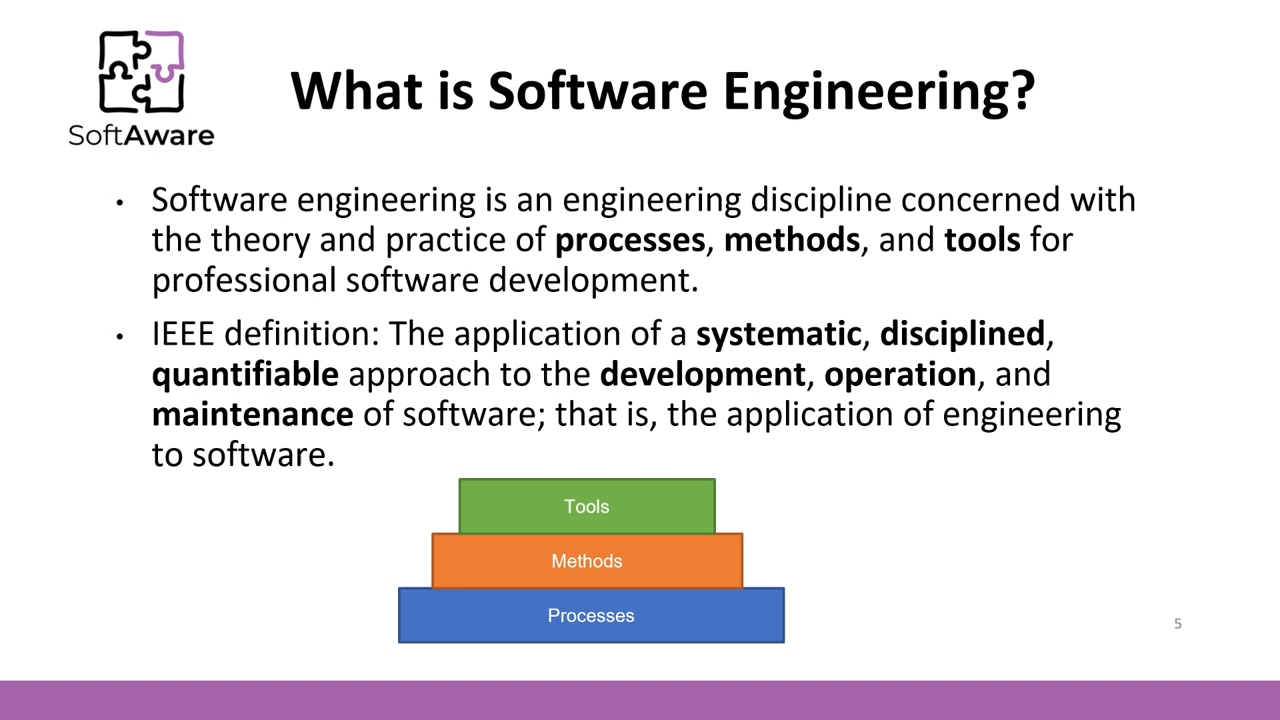 SoftAware
What is Software Engineering?
• Software engineering is an engineering discipline concerned with
the theory and practice of processes, methods, and tools for
professional software development.
• IEEE definition: The application of a systematic, disciplined,
quantifiable approach to the development, operation, and
maintenance of software; that is, the application of engineering
to software.
Tools
Methods
Processes
5